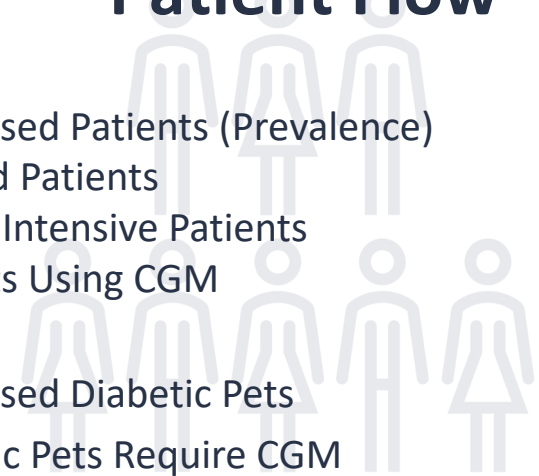 Patient Flow
sed Patients (Prevalence)
d Patients
Intensive Patients
s Using CGM
sed Diabetic Pets
c Pets Require CGM